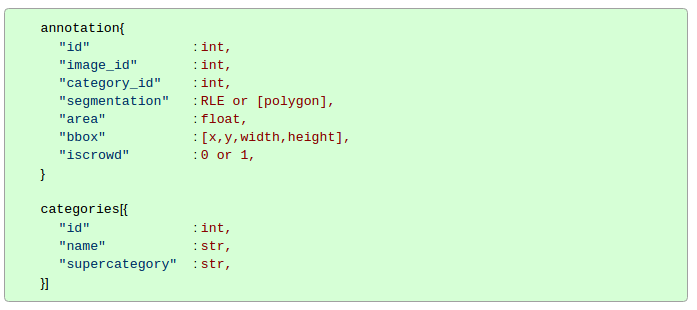 annotation{
"id" : int,
"image_id" : int,
"category_id" : int,
"segmentation" : RLE or [polygon],
"area" : float,
"bbox" : [x,y,width,height],
"iscrowd" : 0 or 1,
}
categories[{
"id" : int,
"name" : str,
"supercategory" : str,
}]